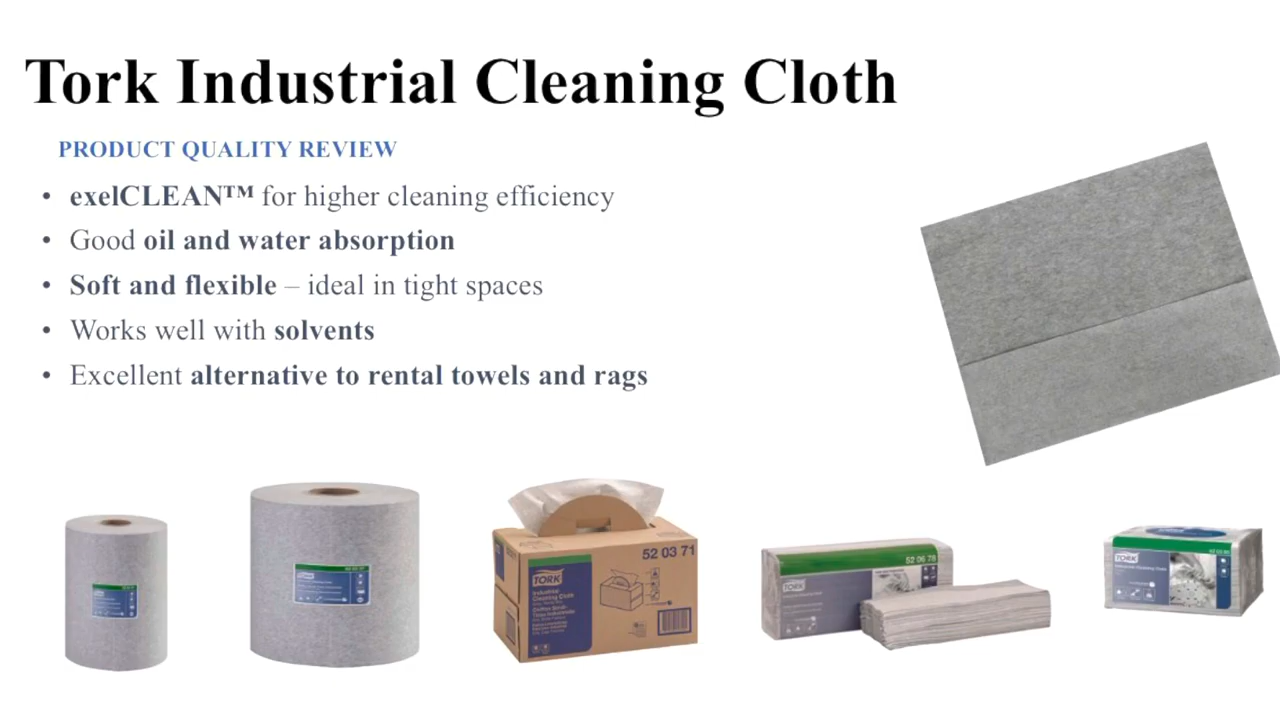 Tork Industrial Cleaning Cloth
PRODUCT QUALITY REVIEW
• exelCLEAN™ for higher cleaning efficiency
• Good oil and water absorption
• Soft and flexible – ideal in tight spaces
• Works well with solvents
• Excellent alternative to rental towels and rags
52 03 71
TORK
Industrial
Cleaning Cloth
52 06 78
TORK
TORK